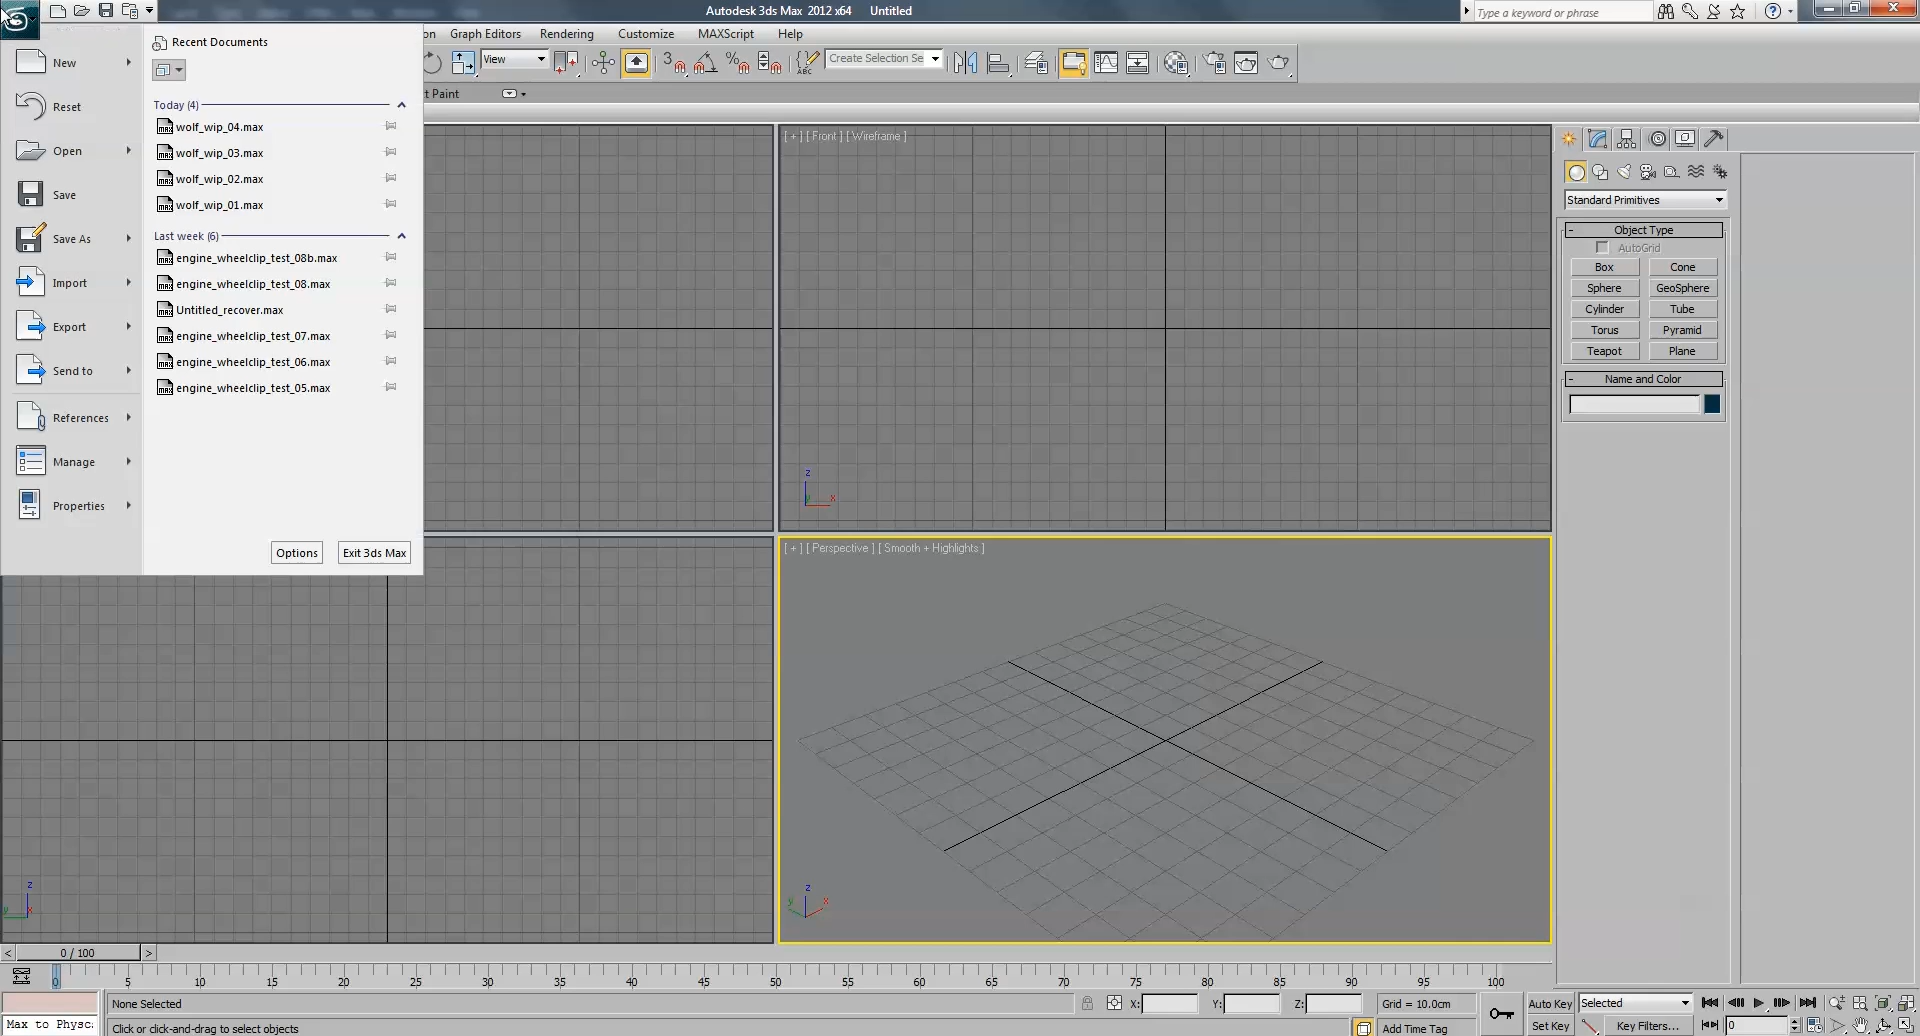 Autodesk 3ds Max 2012 x64 Untitled
Type a keyword or phrase
on Graph Editors Rendering Customize MAXScript Help
View
Create Selection Se
t Paint
Recent Documents
New
Reset
Open
Save
Save As
Import
Export
Send to
References
Manage
Properties
Today (4)
wolf_wip_04.max
wolf_wip_03.max
wolf_wip_02.max
wolf_wip_01.max
Last week (6)
engine_wheelclip_test_08b.max
engine_wheelclip_test_08.max
Untitled_recover.max
engine_wheelclip_test_07.max
engine_wheelclip_test_06.max
engine_wheelclip_test_05.max
Options Exit 3ds Max
[ + ] [ Front ] [ Wireframe ]
z
x
[ + ] [ Perspective ] [ Smooth + Highlights ]
z
y x
z
y x
Standard Primitives
- Object Type
AutoGrid
Box Cone
Sphere GeoSphere
Cylinder Tube
Torus Pyramid
Teapot Plane
- Name and Color
< 0 / 100 >
0 5 10 15 20 25 30 35 40 45 50 55 60 65 70 75 80 85 90 95 100
None Selected X: Y: Z: Grid = 10.0cm Auto Key Selected
Max to Physc: Click or click-and-drag to select objects Add Time Tag Set Key Key Filters... 0